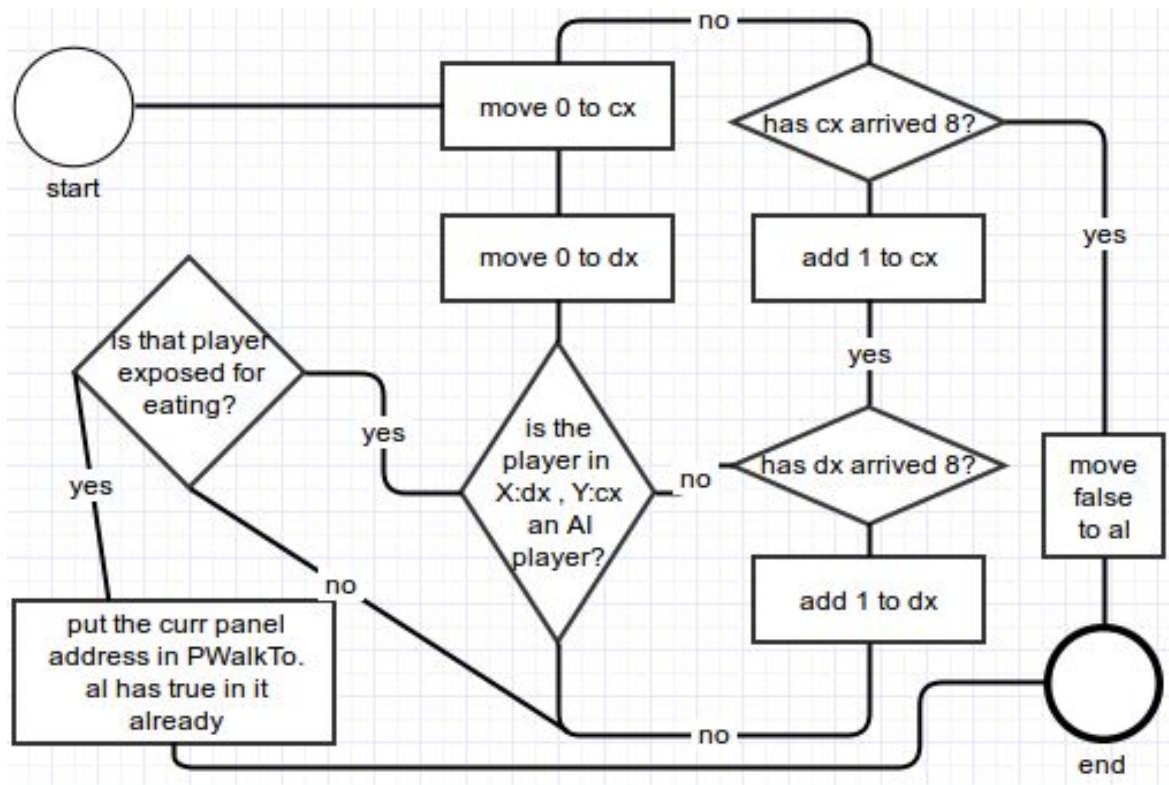 no
move 0 to cx
has cx arrived 8?
start
yes
move 0 to dx
add 1 to cx
is that player
exposed for
eating?
yes
yes
is the
player in
X:dx , Y:cx
an AI
player?
no
has dx arrived 8?
move
false
to al
yes
no
add 1 to dx
put the curr panel
address in PWalkTo.
al has true in it
already
no
end